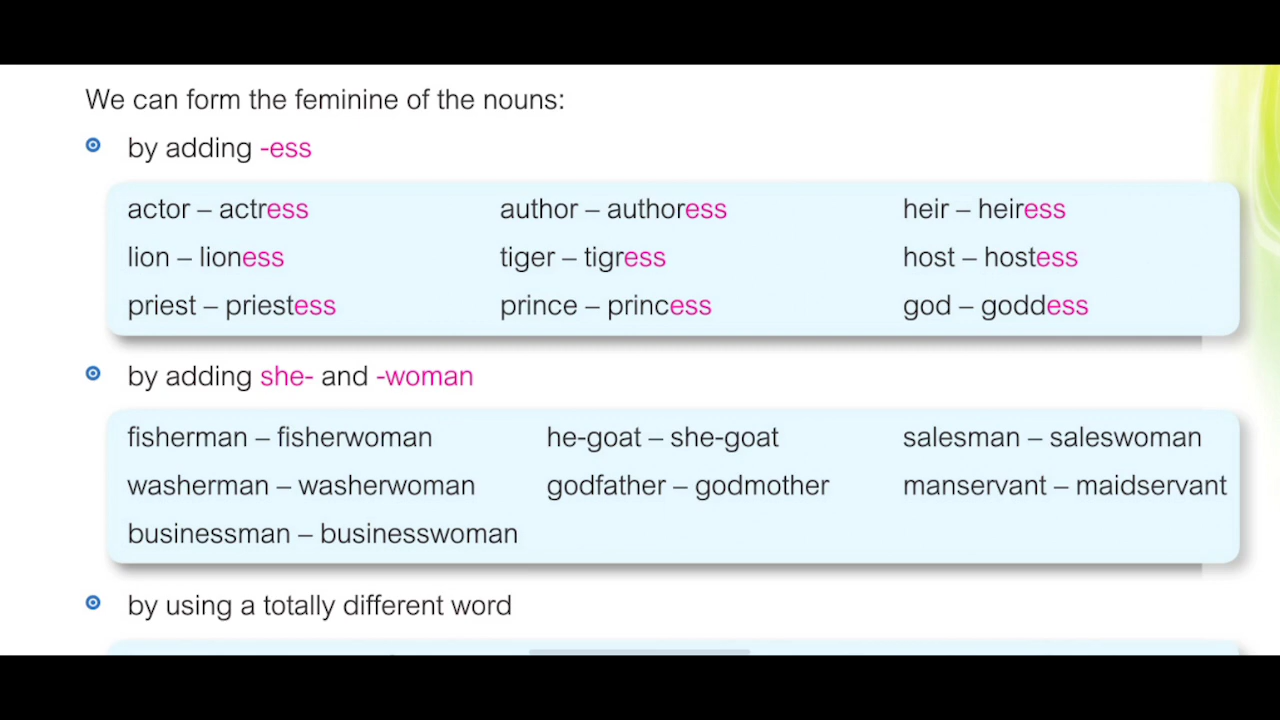 We can form the feminine of the nouns:
by adding -ess
actor – actress author – authoress heir – heiress
lion – lioness tiger – tigress host – hostess
priest – priestess prince – princess god – goddess
by adding she- and -woman
fisherman – fisherwoman he-goat – she-goat salesman – saleswoman
washerman – washerwoman godfather – godmother manservant – maidservant
businessman – businesswoman
by using a totally different word